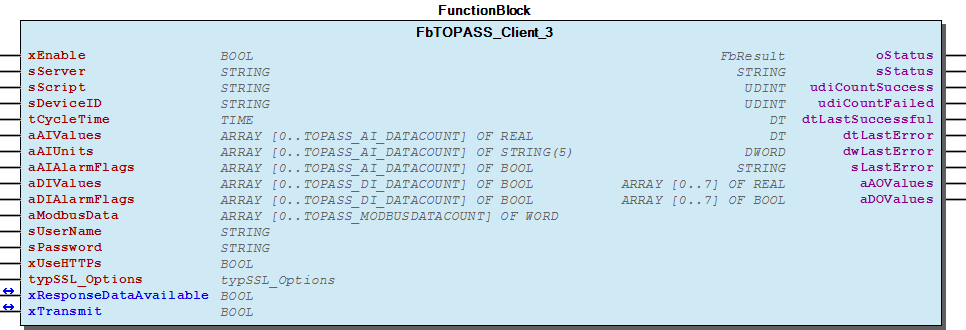 FunctionBlock
FbTOPASS_Client_3
xEnable BOOL FbResult oStatus
sServer STRING STRING sStatus
sScript STRING UDINT udiCountSuccess
sDeviceID STRING UDINT udiCountFailed
tCycleTime TIME DT dtLastSuccessful
aAIValues ARRAY [0..TOPASS_AI_DATACOUNT] OF REAL DT dtLastError
aAIUnits ARRAY [0..TOPASS_AI_DATACOUNT] OF STRING(5) DWORD dwLastError
aAIAlarmFlags ARRAY [0..TOPASS_AI_DATACOUNT] OF BOOL STRING sLastError
aDIValues ARRAY [0..TOPASS_DI_DATACOUNT] OF BOOL ARRAY [0..7] OF REAL aAOValues
aDIAlarmFlags ARRAY [0..TOPASS_DI_DATACOUNT] OF BOOL ARRAY [0..7] OF BOOL aDOValues
aModbusData ARRAY [0..TOPASS_MODBUSDATACOUNT] OF WORD
sUserName STRING
sPassword STRING
xUseHTTPs BOOL
typSSL_Options typSSL_Options
xResponseDataAvailable BOOL
xTransmit BOOL